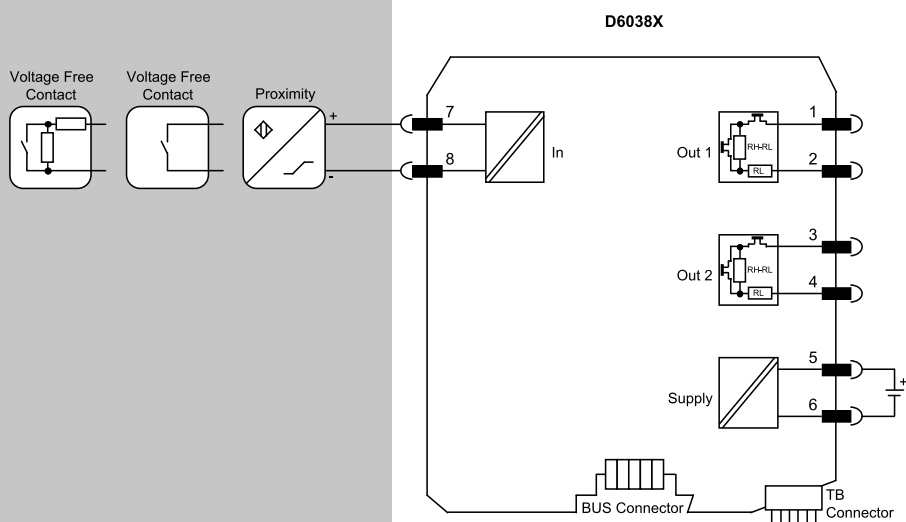 D6038X
Voltage Free
Contact
Voltage Free
Contact
Proximity
+
-
7
8
In
Out 1
RH-RL
RL
1
2
Out 2
RH-RL
RL
3
4
Supply
5
6
+
BUS Connector
TB
Connector